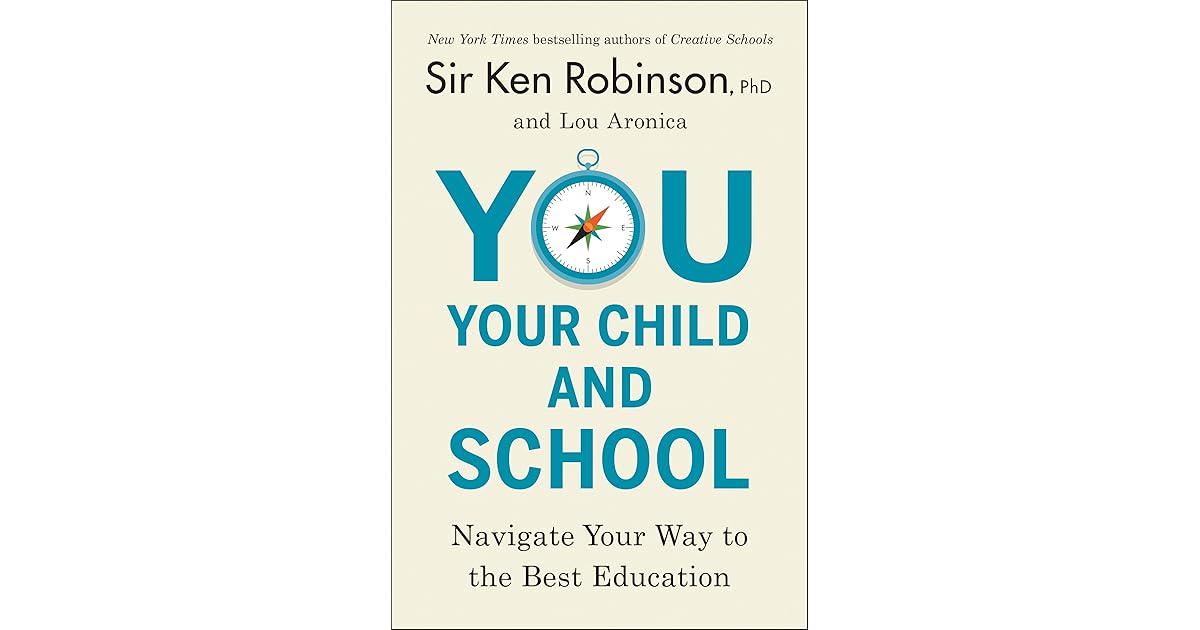 New York Times bestselling authors of Creative Schools
Sir Ken Robinson, PhD
and Lou Aronica
YOU
N
W E
S
YOUR CHILD
AND
SCHOOL
Navigate Your Way to
the Best Education